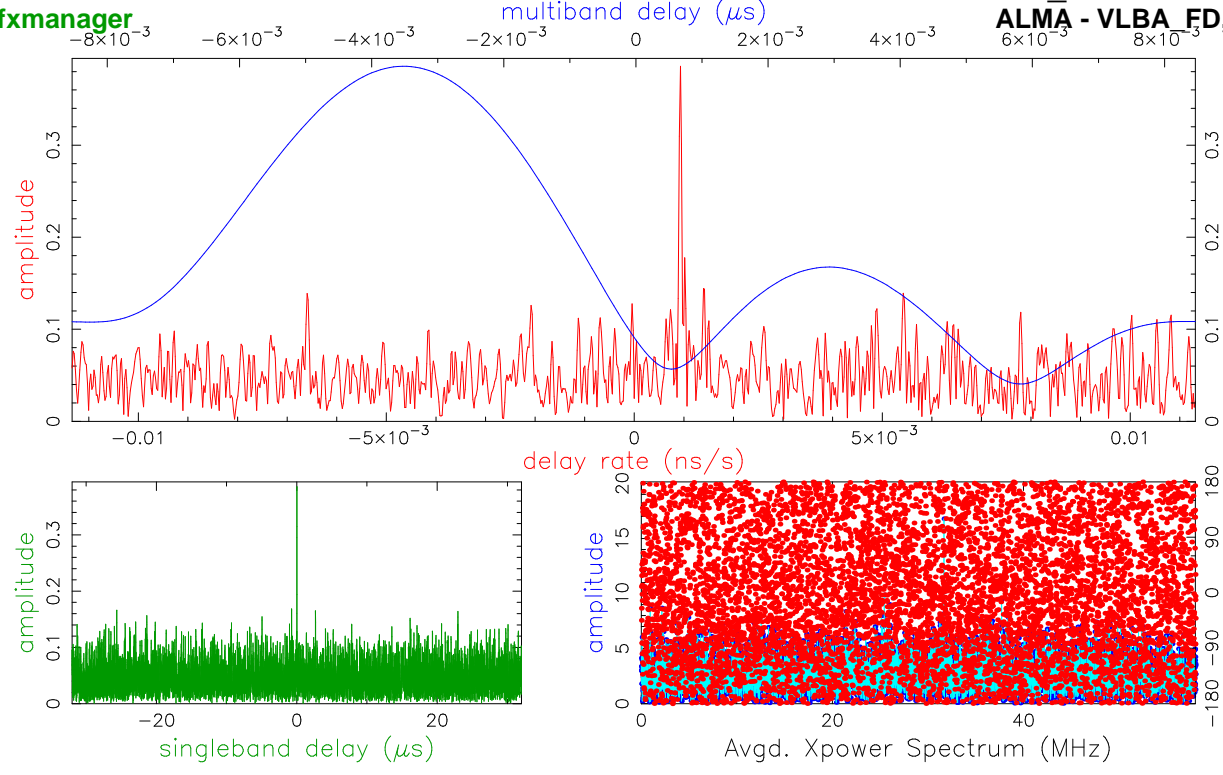 multiband delay (μs)
fxmanager
ALMA - VLBA_FD
−8×10⁻³ −6×10⁻³ −4×10⁻³ −2×10⁻³ 0 2×10⁻³ 4×10⁻³ 6×10⁻³ 8×10⁻³
amplitude
0 0.1 0.2 0.3
0 0.1 0.2 0.3
−0.01 −5×10⁻³ 0 5×10⁻³ 0.01
delay rate (ns/s)
amplitude
0 0.1 0.2 0.3
−20 0 20
singleband delay (μs)
amplitude
0 5 10 15 20
−180 −90 0 90 180
0 20 40
Avgd. Xpower Spectrum (MHz)